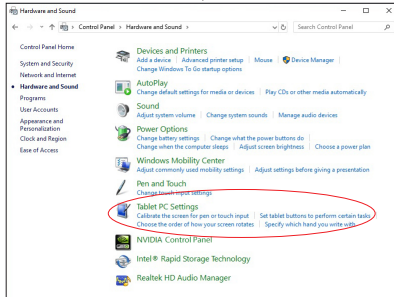 Hardware and Sound
Control Panel > Hardware and Sound >
Search Control Panel
Control Panel Home
System and Security
Network and Internet
Hardware and Sound
Programs
User Accounts
Appearance and
Personalization
Clock and Region
Ease of Access
Devices and Printers
Add a device | Advanced printer setup | Mouse | Device Manager |
Change Windows To Go startup options
AutoPlay
Change default settings for media or devices | Play CDs or other media automatically
Sound
Adjust system volume | Change system sounds | Manage audio devices
Power Options
Change battery settings | Change what the power buttons do |
Change when the computer sleeps | Adjust screen brightness | Choose a power plan
Windows Mobility Center
Adjust commonly used mobility settings | Adjust settings before giving a presentation
Pen and Touch
Change touch input settings
Tablet PC Settings
Calibrate the screen for pen or touch input | Set tablet buttons to perform certain tasks
Choose the order of how your screen rotates | Specify which hand you write with
NVIDIA Control Panel
Intel® Rapid Storage Technology
Realtek HD Audio Manager